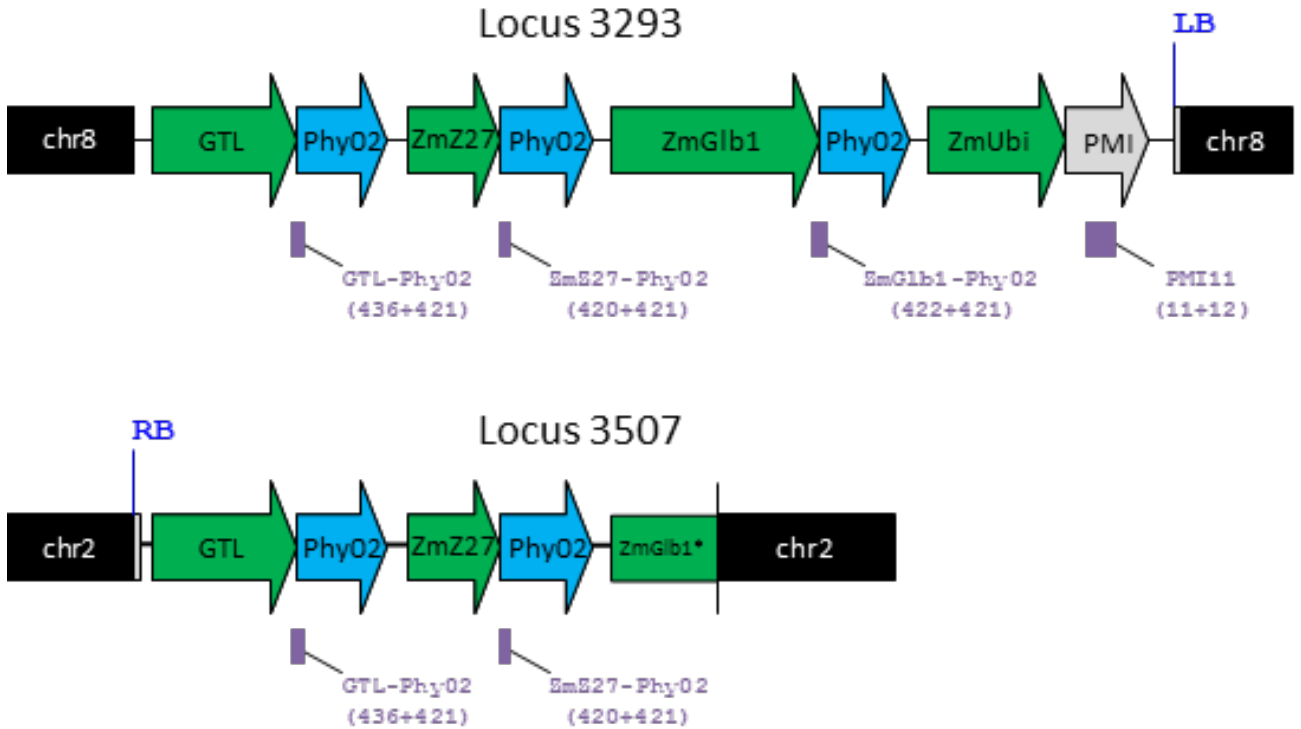 Locus 3293
LB
chr8 GTL Phy02 ZmZ27 Phy02 ZmGlb1 Phy02 ZmUbi PMI chr8
GTL-Phy02 ZmZ27-Phy02 ZmGlb1-Phy02 PMI11
(436+421) (420+421) (422+421) (11+12)
RB
Locus 3507
chr2 GTL Phy02 ZmZ27 Phy02 ZmGlb1* chr2
GTL-Phy02 ZmZ27-Phy02
(436+421) (420+421)